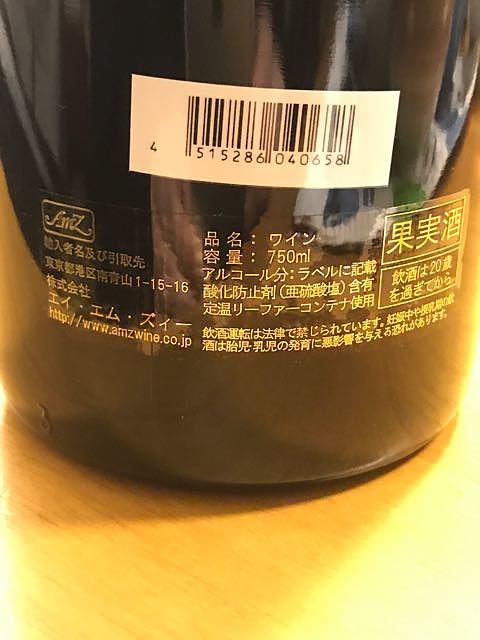 4 515286 040658
AMZ
輸入者名及び引取先
東京都港区南青山1-15-16
株式会社
エイ・エム・ズィー
http://www.amzwine.co.jp
品 名： ワイン
容 量： 750ml
アルコール分：ラベルに記載
酸化防止剤（亜硫酸塩）含有
定温リーファーコンテナ使用
果実酒
飲酒は20歳
を過ぎてから。
飲酒運転は法律で禁じられています。妊娠中や授乳期の飲
酒は胎児・乳児の発育に悪影響を与える恐れがあります。